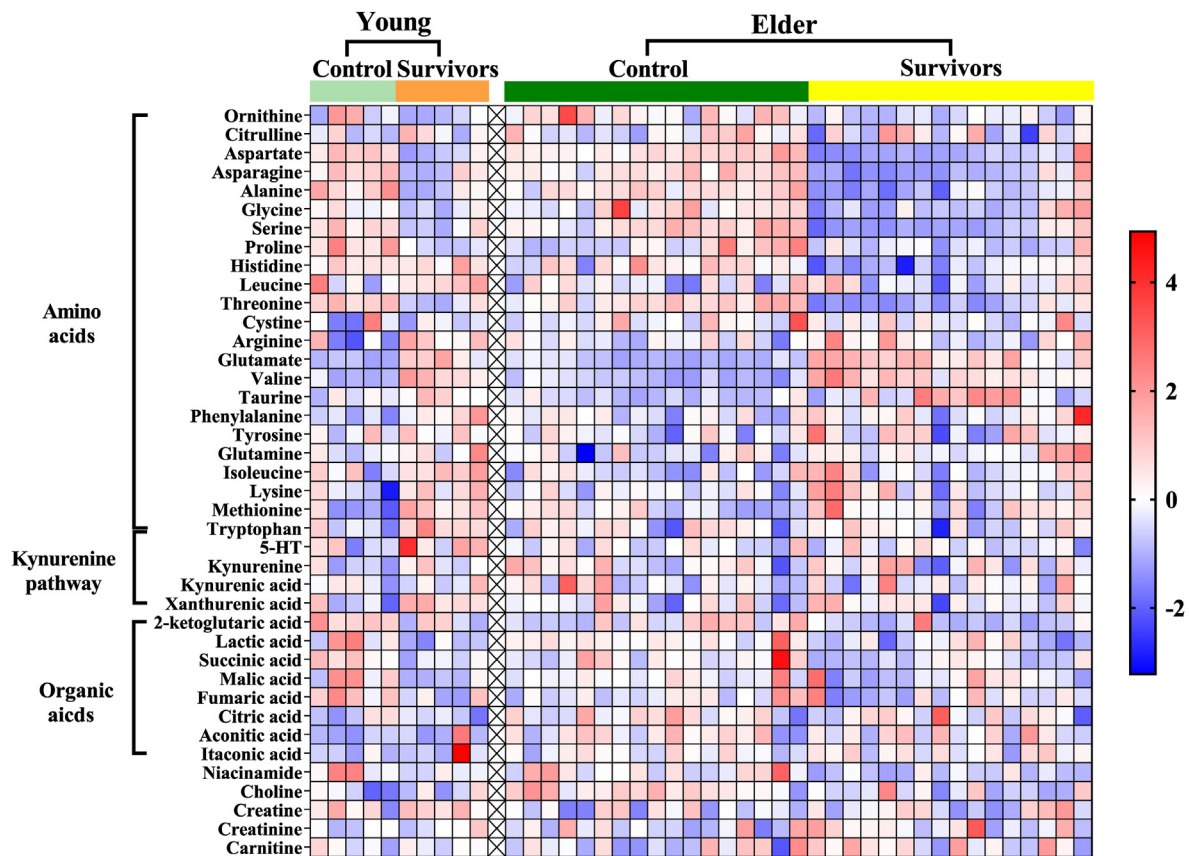 Young
Elder
Control Survivors
Control
Survivors
Ornithine
Citrulline
Aspartate
Asparagine
Alanine
Glycine
Serine
Proline
Histidine
Leucine
Threonine
Cystine
Arginine
Glutamate
Valine
Taurine
Phenylalanine
Tyrosine
Glutamine
Isoleucine
Lysine
Methionine
Tryptophan
5-HT
Kynurenine
Kynurenic acid
Xanthurenic acid
2-ketoglutaric acid
Lactic acid
Succinic acid
Malic acid
Fumaric acid
Citric acid
Aconitic acid
Itaconic acid
Niacinamide
Choline
Creatine
Creatinine
Carnitine
Amino
acids
Kynurenine
pathway
Organic
aicds
4
2
0
-2